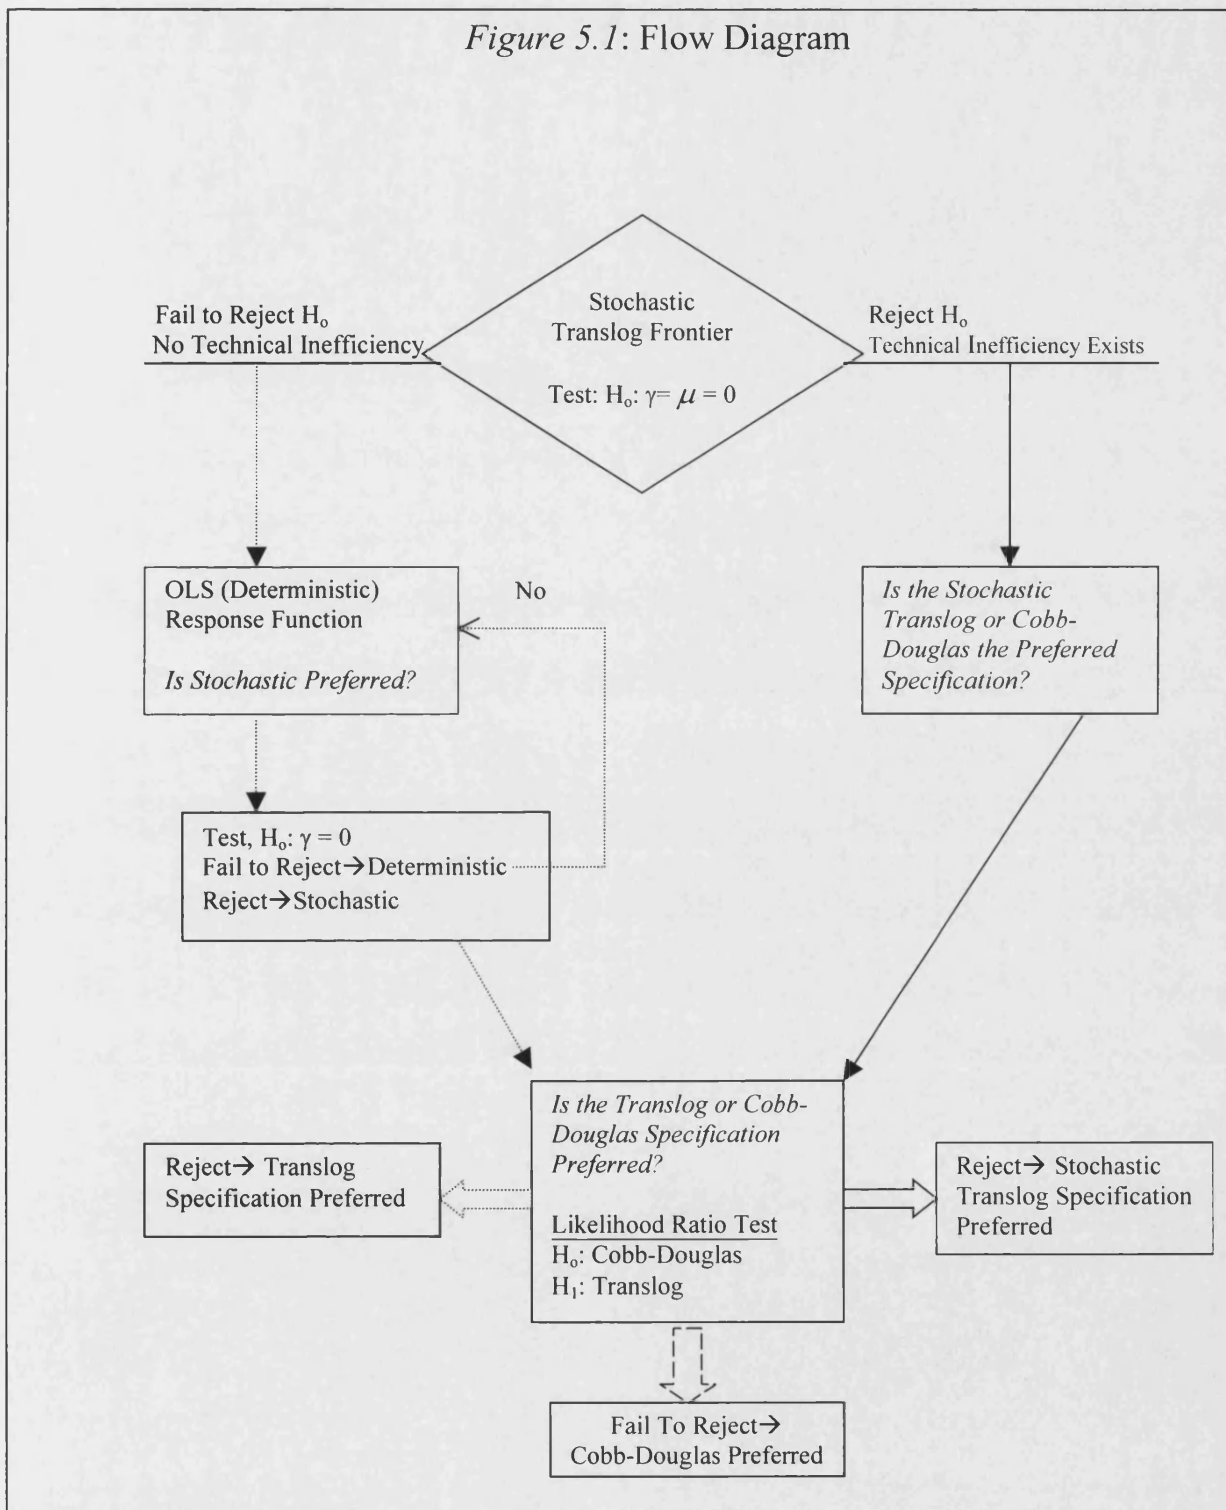 Figure 5.1: Flow Diagram
Stochastic
Translog Frontier
Test: Hₒ: γ= μ = 0
Fail to Reject Hₒ
No Technical Inefficiency
Reject Hₒ
Technical Inefficiency Exists
OLS (Deterministic)
Response Function
Is Stochastic Preferred?
No
Is the Stochastic
Translog or Cobb-
Douglas the Preferred
Specification?
Test, Hₒ: γ = 0
Fail to Reject→Deterministic
Reject→Stochastic
Is the Translog or Cobb-
Douglas Specification
Preferred?
Likelihood Ratio Test
Hₒ: Cobb-Douglas
H₁: Translog
Reject→ Translog
Specification Preferred
Reject→ Stochastic
Translog Specification
Preferred
Fail To Reject→
Cobb-Douglas Preferred